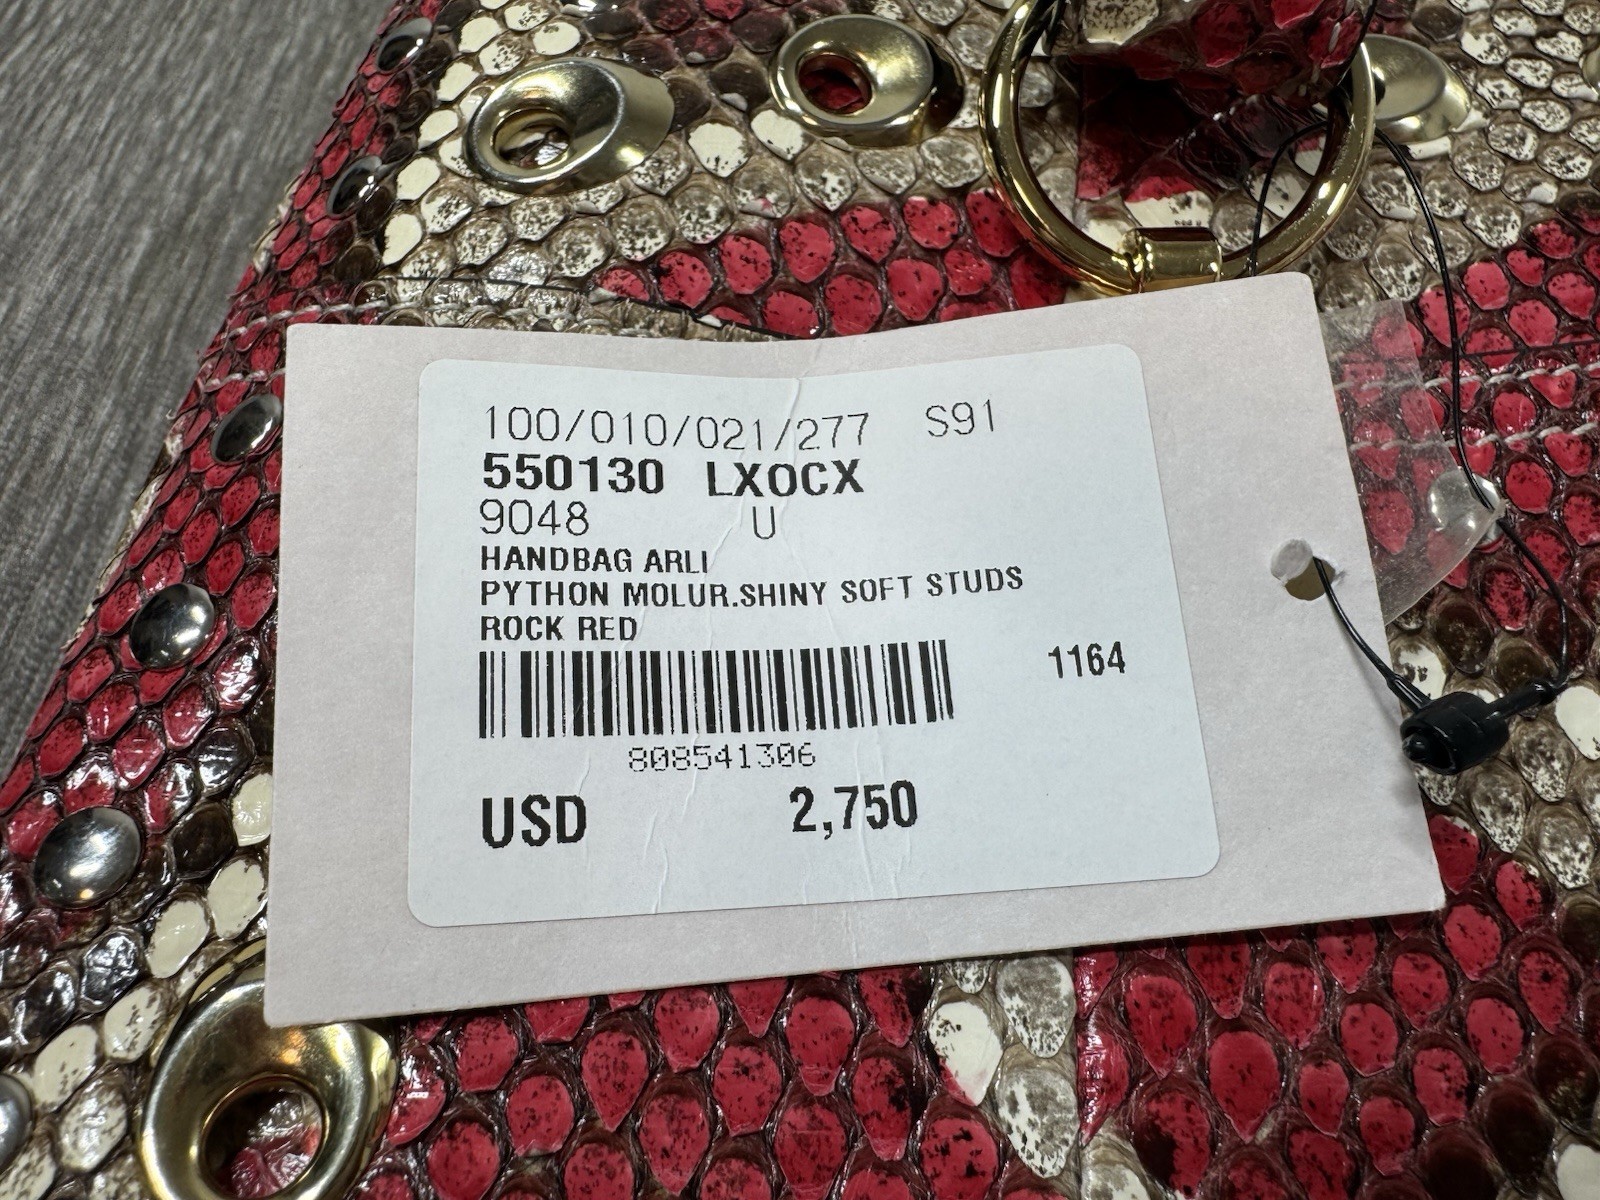 100/010/021/277 S91
550130 LX0CX
9048 U
HANDBAG ARLI
PYTHON MOLUR.SHINY SOFT STUDS
ROCK RED
1164
808541306
USD 2,750